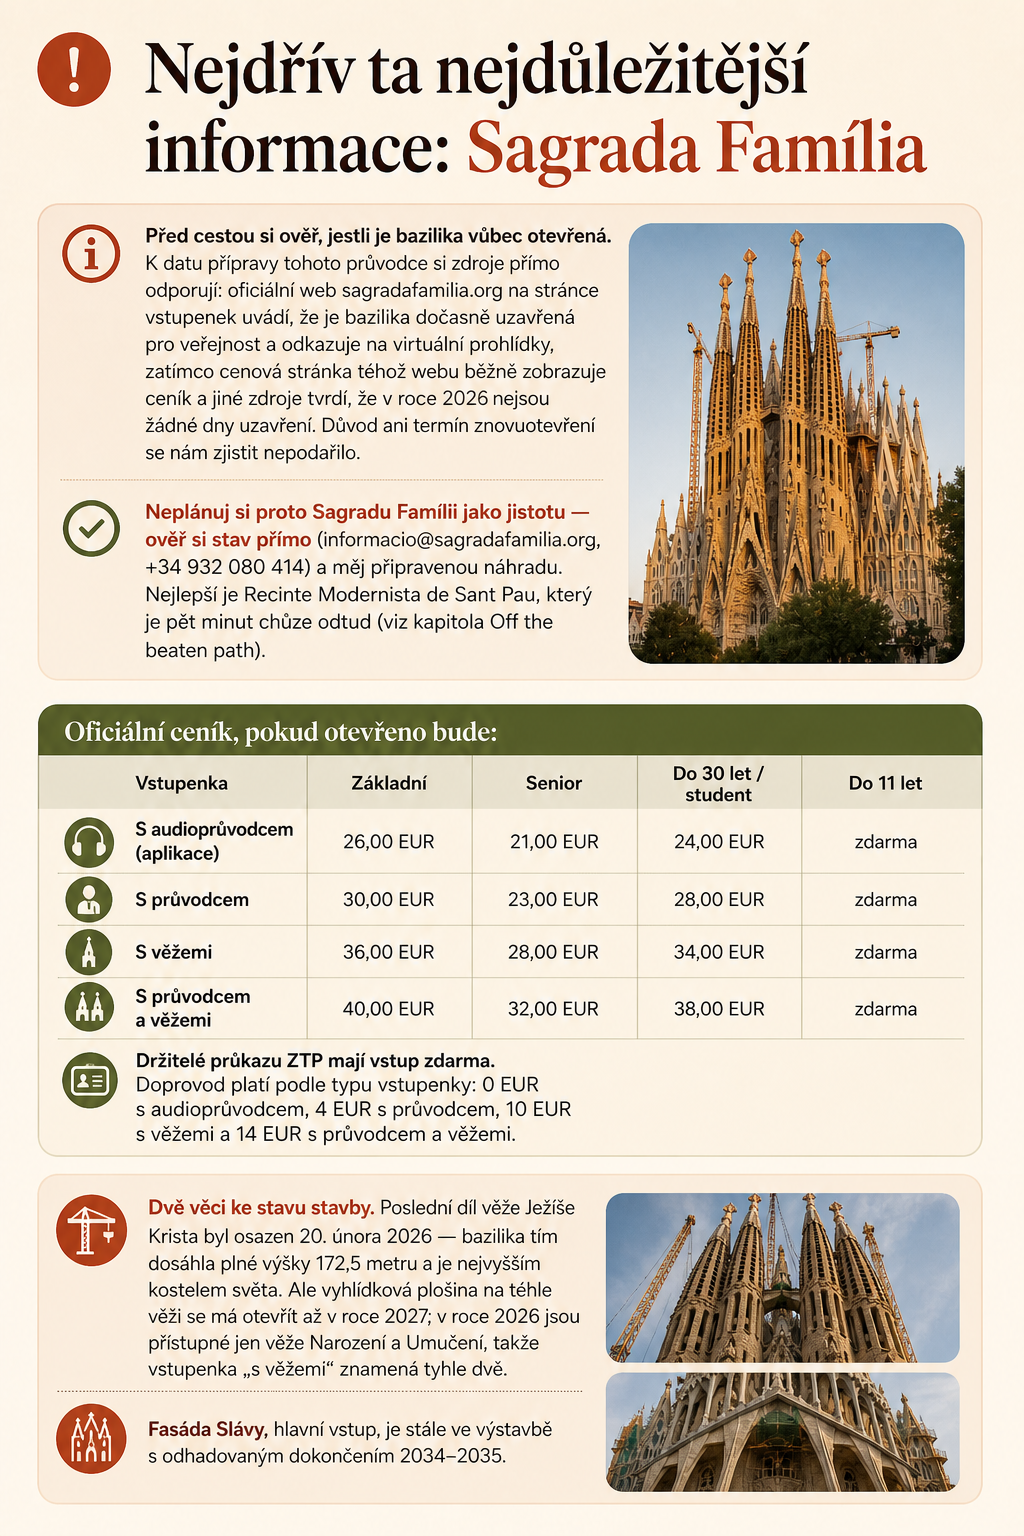 !
Nejdřív ta nejdůležitější
informace: Sagrada Família
i
Před cestou si ověř, jestli je bazilika vůbec otevřená.
K datu přípravy tohoto průvodce si zdroje přímo
odporují: oficiální web sagradafamilia.org na stránce
vstupenek uvádí, že je bazilika dočasně uzavřená
pro veřejnost a odkazuje na virtuální prohlídky,
zatímco cenová stránka téhož webu běžně zobrazuje
ceník a jiné zdroje tvrdí, že v roce 2026 nejsou
žádné dny uzavření. Důvod ani termín znovuotevření
se nám zjistit nepodařilo.
Neplánuj si proto Sagradu Famílii jako jistotu —
ověř si stav přímo (informacio@sagradafamilia.org,
+34 932 080 414) a měj připravenou náhradu.
Nejlepší je Recinte Modernista de Sant Pau, který
je pět minut chůze odtud (viz kapitola Off the
beaten path).
Oficiální ceník, pokud otevřeno bude:
Vstupenka Základní Senior Do 30 let / student Do 11 let
S audioprůvodcem (aplikace) 26,00 EUR 21,00 EUR 24,00 EUR zdarma
S průvodcem 30,00 EUR 23,00 EUR 28,00 EUR zdarma
S věžemi 36,00 EUR 28,00 EUR 34,00 EUR zdarma
S průvodcem a věžemi 40,00 EUR 32,00 EUR 38,00 EUR zdarma
Držitelé průkazu ZTP mají vstup zdarma.
Doprovod platí podle typu vstupenky: 0 EUR
s audioprůvodcem, 4 EUR s průvodcem, 10 EUR
s věžemi a 14 EUR s průvodcem a věžemi.
Dvě věci ke stavu stavby. Poslední díl věže Ježíše
Krista byl osazen 20. února 2026 — bazilika tím
dosáhla plné výšky 172,5 metru a je nejvyšším
kostelem světa. Ale vyhlídková plošina na téhle
věži se má otevřít až v roce 2027; v roce 2026 jsou
přístupné jen věže Narození a Umučení, takže
vstupenka „s věžemi“ znamená tyhle dvě.
Fasáda Slávy, hlavní vstup, je stále ve výstavbě
s odhadovaným dokončením 2034–2035.